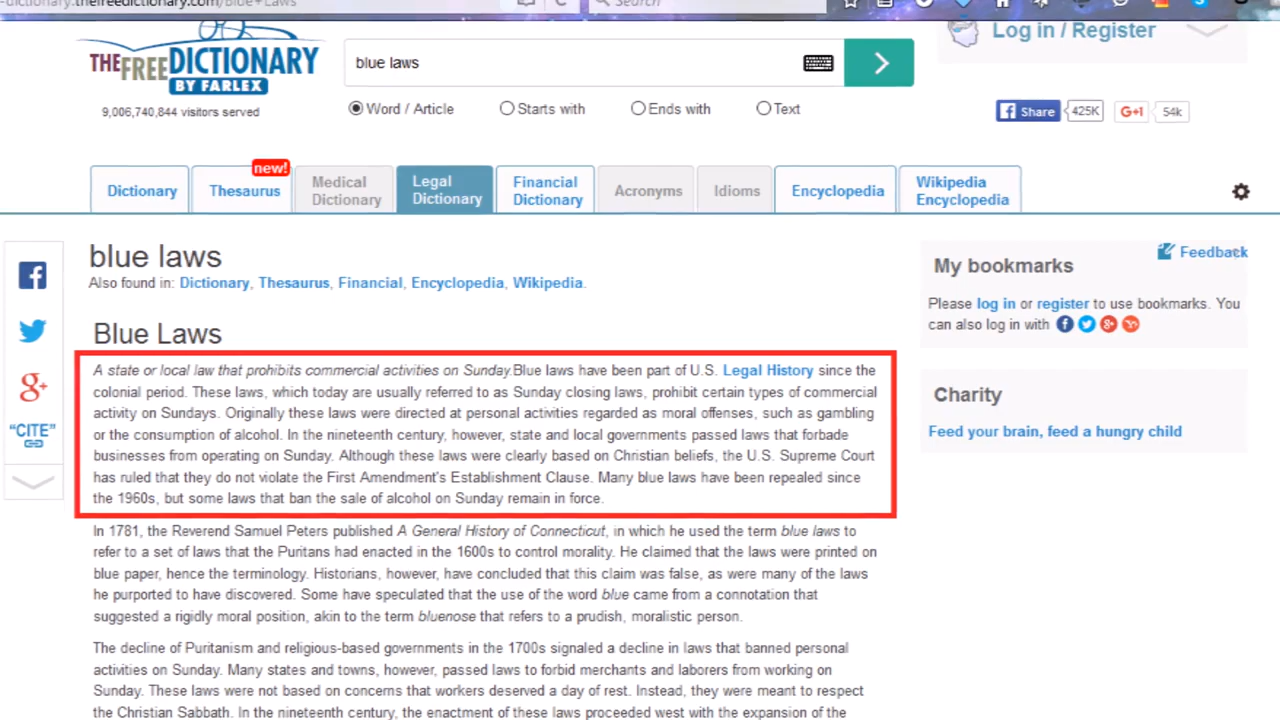 -dictionary.thefreedictionary.com/Blue+Laws
Search
THEFREEDICTIONARY
BY FARLEX
9,006,740,844 visitors served
blue laws
Word / Article
Starts with
Ends with
Text
Log in / Register
Share
425K
G+1
54k
new!
Dictionary
Thesaurus
Medical Dictionary
Legal Dictionary
Financial Dictionary
Acronyms
Idioms
Encyclopedia
Wikipedia Encyclopedia
blue laws
Also found in: Dictionary, Thesaurus, Financial, Encyclopedia, Wikipedia.
Blue Laws
A state or local law that prohibits commercial activities on Sunday.Blue laws have been part of U.S. Legal History since the
colonial period. These laws, which today are usually referred to as Sunday closing laws, prohibit certain types of commercial
activity on Sundays. Originally these laws were directed at personal activities regarded as moral offenses, such as gambling
or the consumption of alcohol. In the nineteenth century, however, state and local governments passed laws that forbade
businesses from operating on Sunday. Although these laws were clearly based on Christian beliefs, the U.S. Supreme Court
has ruled that they do not violate the First Amendment's Establishment Clause. Many blue laws have been repealed since
the 1960s, but some laws that ban the sale of alcohol on Sunday remain in force.
In 1781, the Reverend Samuel Peters published A General History of Connecticut, in which he used the term blue laws to
refer to a set of laws that the Puritans had enacted in the 1600s to control morality. He claimed that the laws were printed on
blue paper, hence the terminology. Historians, however, have concluded that this claim was false, as were many of the laws
he purported to have discovered. Some have speculated that the use of the word blue came from a connotation that
suggested a rigidly moral position, akin to the term bluenose that refers to a prudish, moralistic person.
The decline of Puritanism and religious-based governments in the 1700s signaled a decline in laws that banned personal
activities on Sunday. Many states and towns, however, passed laws to forbid merchants and laborers from working on
Sunday. These laws were not based on concerns that workers deserved a day of rest. Instead, they were meant to respect
the Christian Sabbath. In the nineteenth century, the enactment of these laws proceeded west with the expansion of the
"CITE"
Feedback
My bookmarks
Please log in or register to use bookmarks. You
can also log in with
Charity
Feed your brain, feed a hungry child